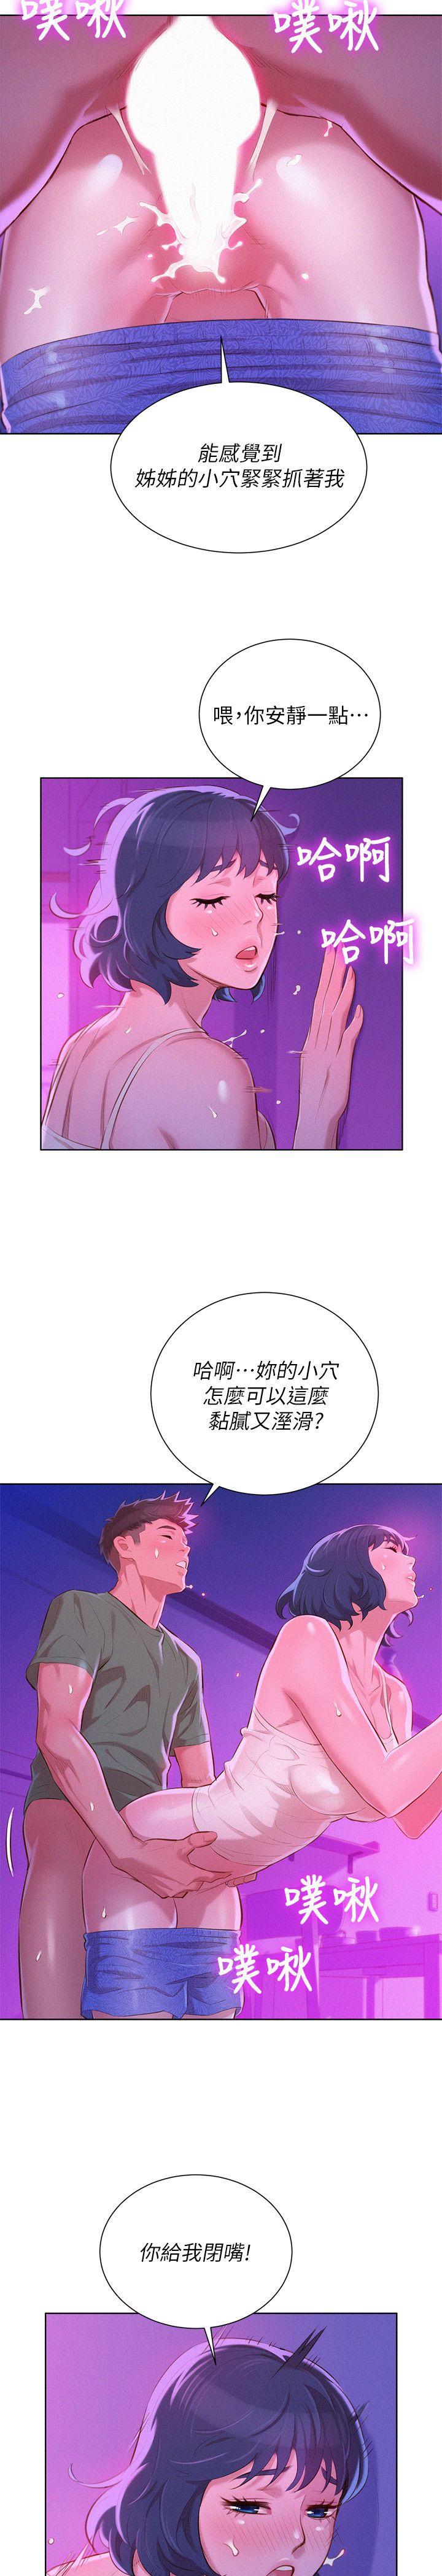 噗啾
噗啾
能感覺到
姊姊的小穴緊緊抓著我
喂,你安靜一點⋯
哈啊
哈啊
哈啊⋯妳的小穴
怎麼可以這麼
黏膩又溼滑?
噗啾
噗啾
你給我閉嘴!